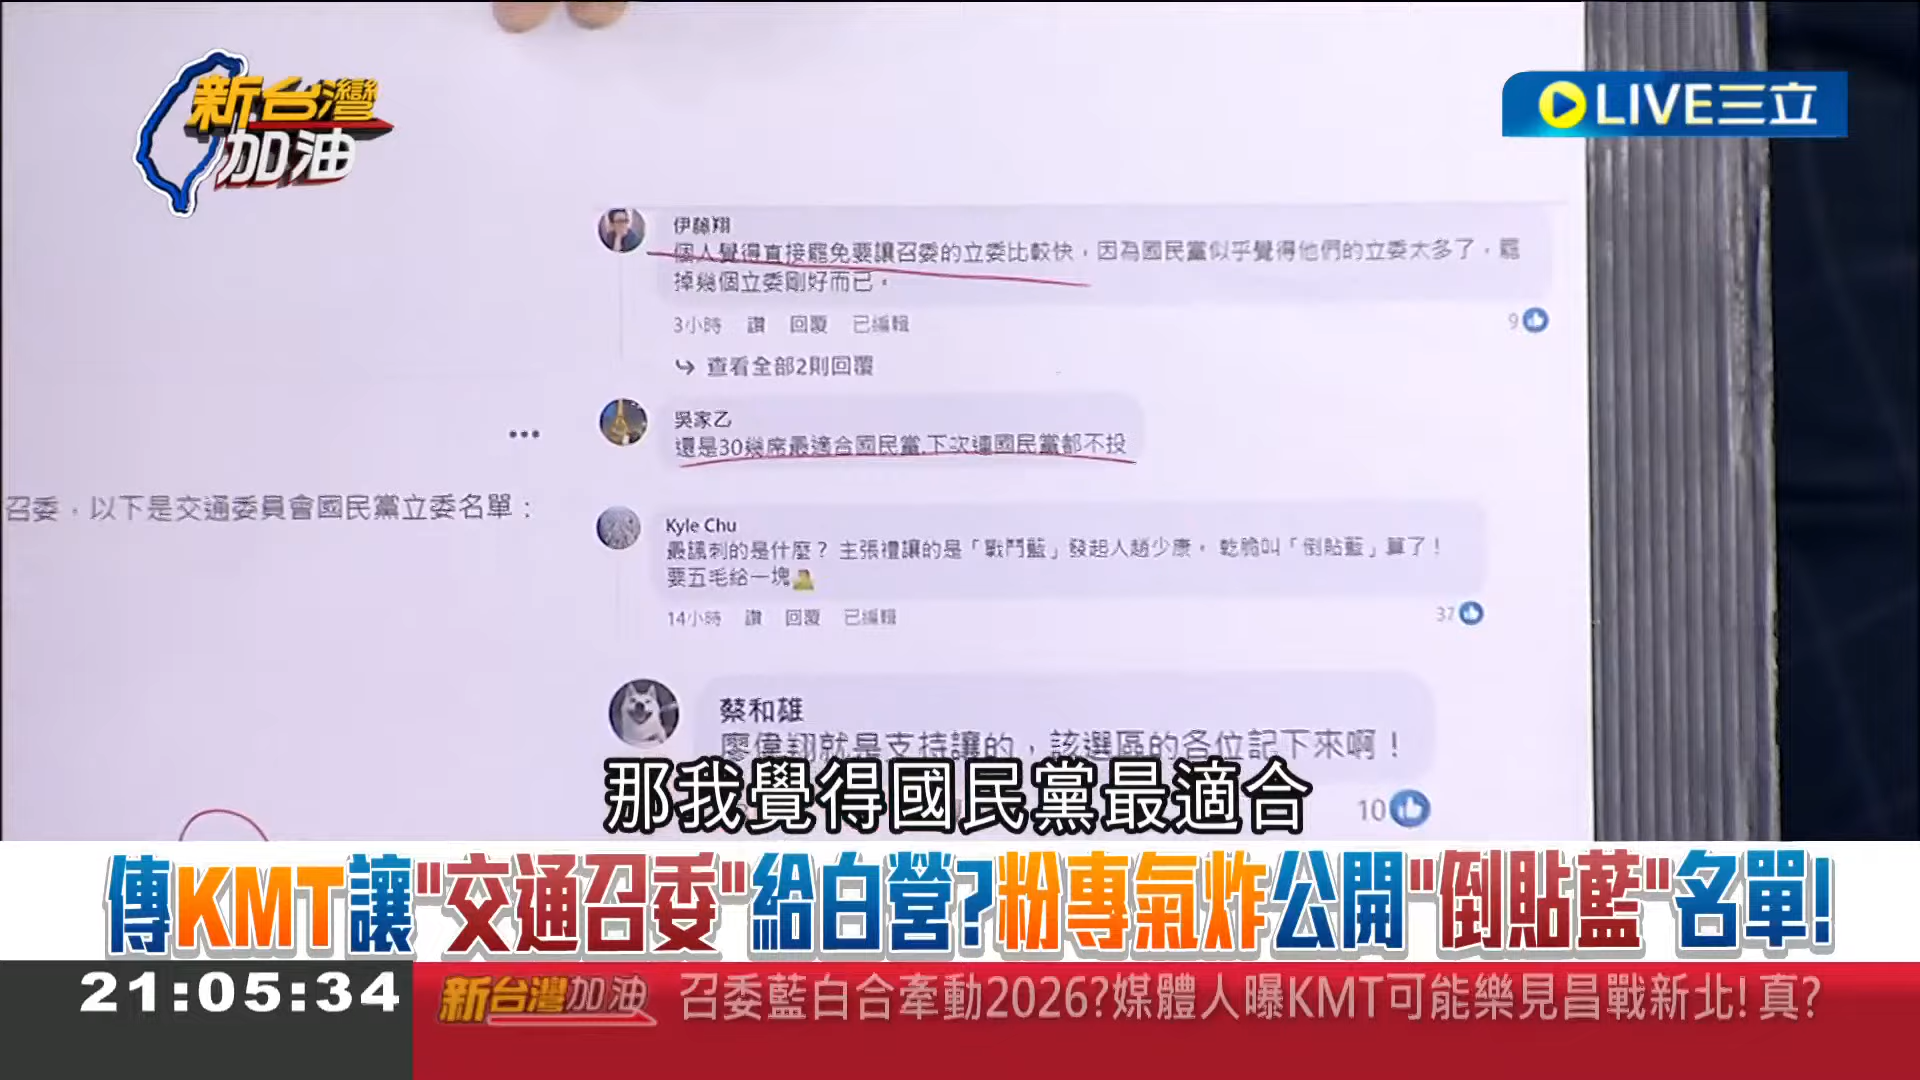 新台灣
加油
LIVE三立
伊藤翔
個人覺得直接罷免要讓召委的立委比較快，因為國民黨似乎覺得他們的立委太多了，罷
掉幾個立委剛好而已。
3小時 讚 回覆 已編輯
9
查看全部2則回覆
吳家乙
還是30幾席最適合國民黨,下次連國民黨都不投
召委，以下是交通委員會國民黨立委名單：
Kyle Chu
最諷刺的是什麼？ 主張禮讓的是「戰鬥藍」發起人趙少康， 乾脆叫「倒貼藍」算了！
要五毛給一塊
14小時 讚 回覆 已編輯
37
蔡和雄
廖偉翔就是支持讓的，該選區的各位記下來啊！
10
那我覺得國民黨最適合
傳KMT讓"交通召委"給白營?粉專氣炸公開"倒貼藍"名單!
21:05:34
新台灣加油
召委藍白合牽動2026?媒體人曝KMT可能樂見昌戰新北!真?